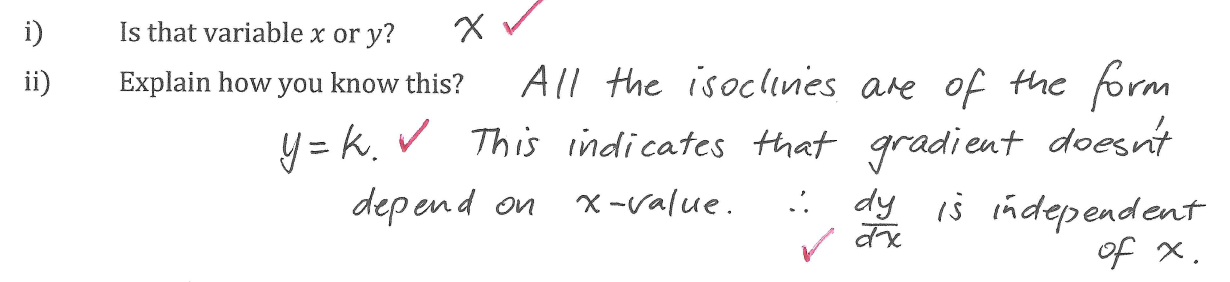 i) Is that variable x or y? x ✓
ii) Explain how you know this? All the isoclinies are of the form
y = k. ✓ This indicates that gradient doesn't
depend on x-value. ∴ dy/dx is independent
✓ of x.